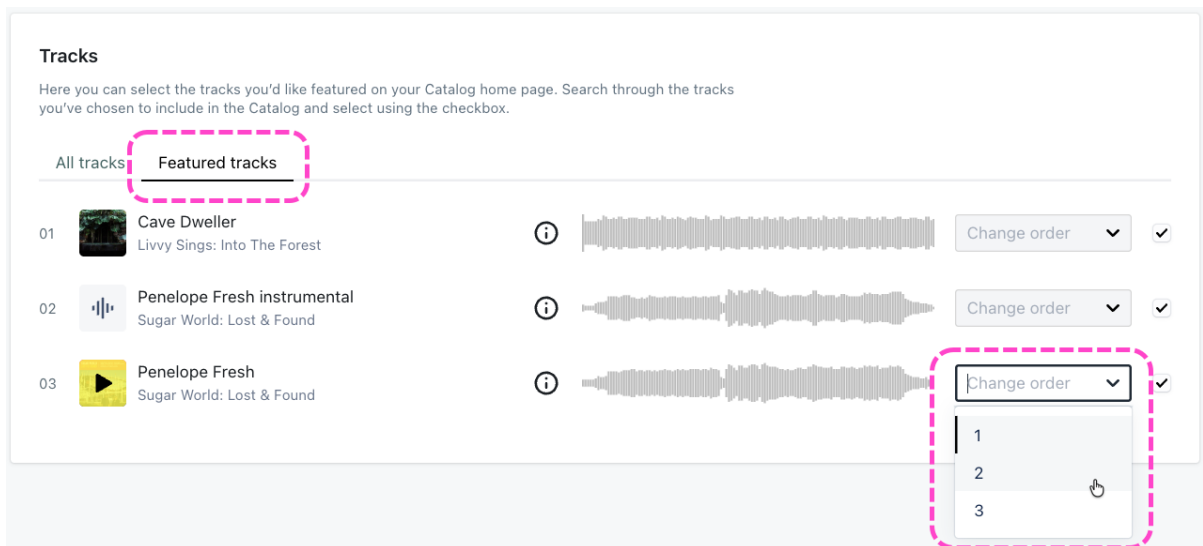 Tracks
Here you can select the tracks you'd like featured on your Catalog home page. Search through the tracks
you've chosen to include in the Catalog and select using the checkbox.
All tracks Featured tracks
01 Cave Dweller
Livvy Sings: Into The Forest
Change order
02 Penelope Fresh instrumental
Sugar World: Lost & Found
Change order
03 Penelope Fresh
Sugar World: Lost & Found
Change order
1
2
3